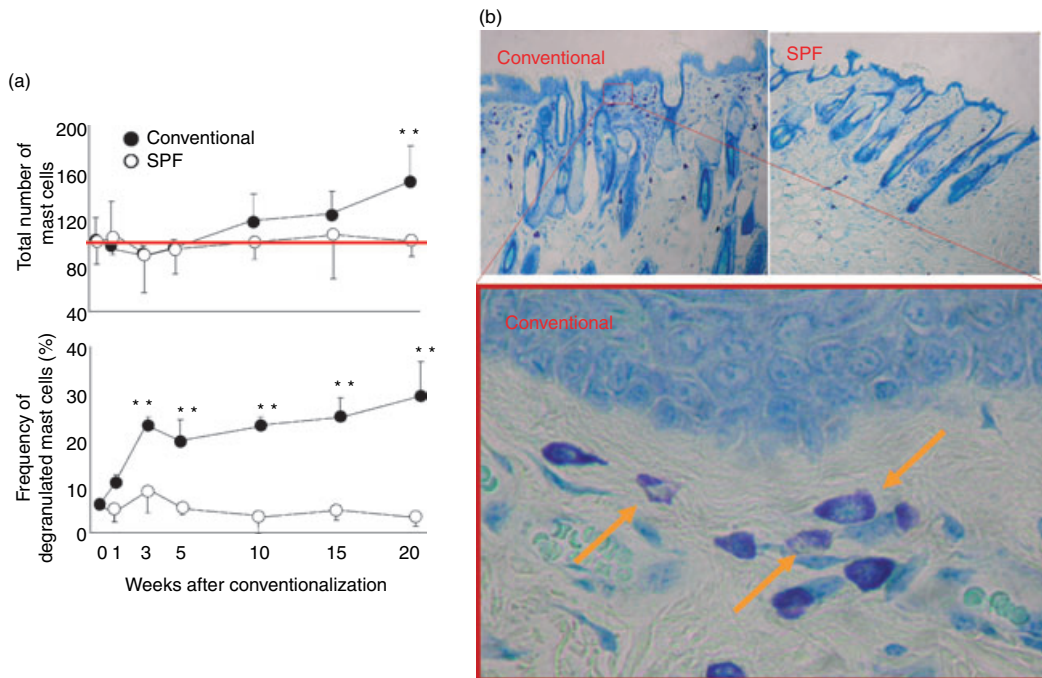 (a)
200
160
120
80
40
Total number of
mast cells
Conventional
SPF
* *
40
30
20
10
0
Frequency of
degranulated mast cells (%)
* *
* *
* *
* *
* *
0 1 3 5 10 15 20
Weeks after conventionalization
(b)
Conventional
SPF
Conventional